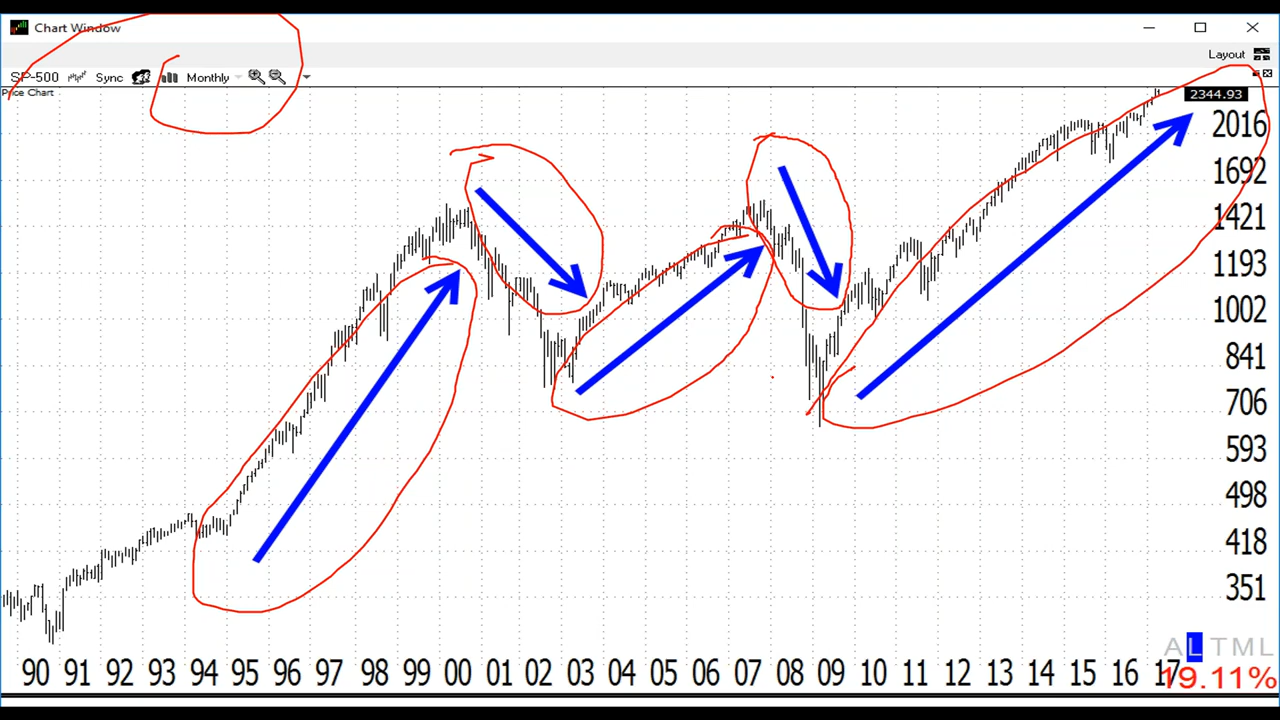 Chart Window
Layout
SP-500 Sync Monthly
Price Chart
2344.93
2016
1692
1421
1193
1002
841
706
593
498
418
351
ALTML
90 91 92 93 94 95 96 97 98 99 00 01 02 03 04 05 06 07 08 09 10 11 12 13 14 15 16 17
19.11%